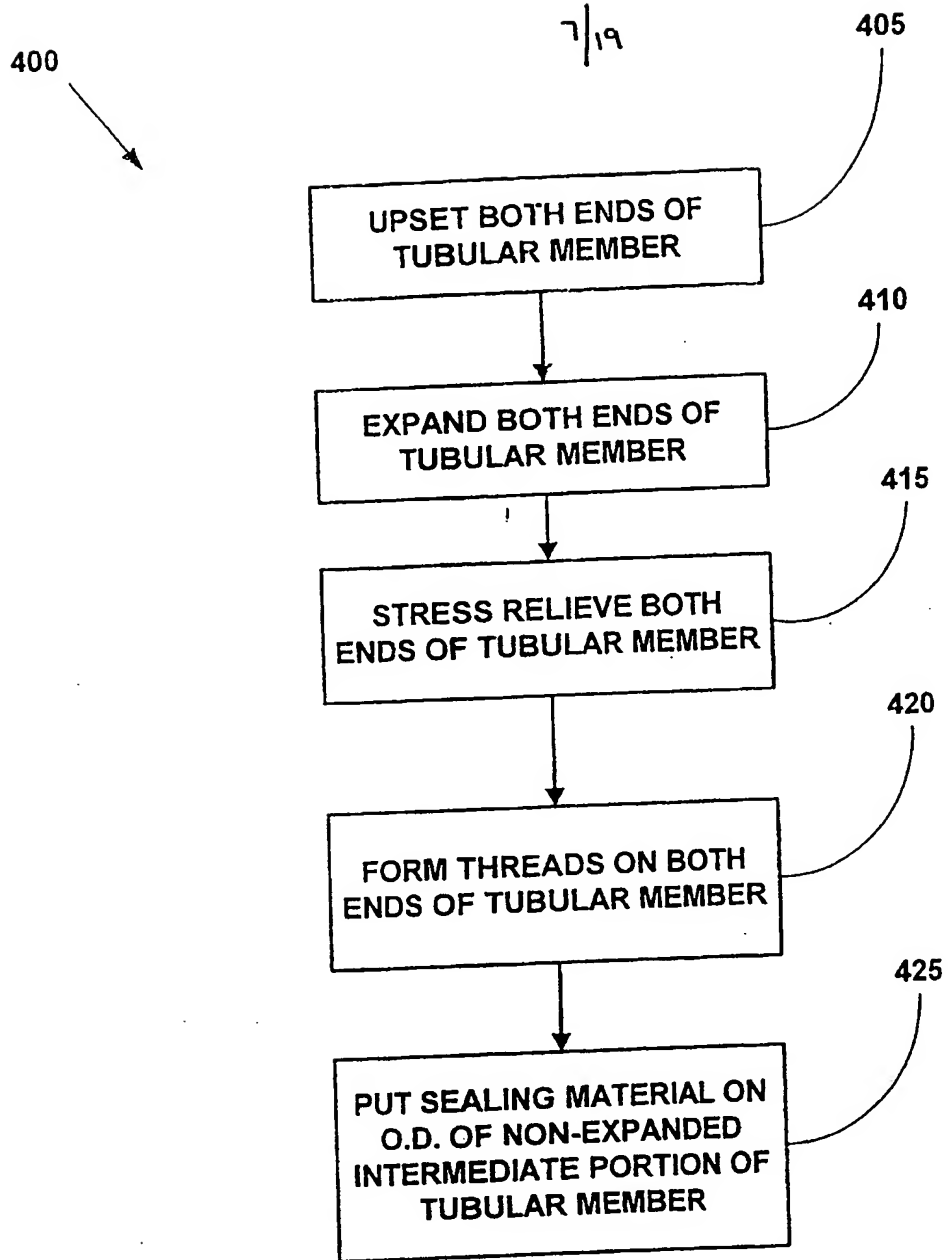 7/19
400
405
UPSET BOTH ENDS OF
TUBULAR MEMBER
410
EXPAND BOTH ENDS OF
TUBULAR MEMBER
415
STRESS RELIEVE BOTH
ENDS OF TUBULAR MEMBER
420
FORM THREADS ON BOTH
ENDS OF TUBULAR MEMBER
425
PUT SEALING MATERIAL ON
O.D. OF NON-EXPANDED
INTERMEDIATE PORTION OF
TUBULAR MEMBER